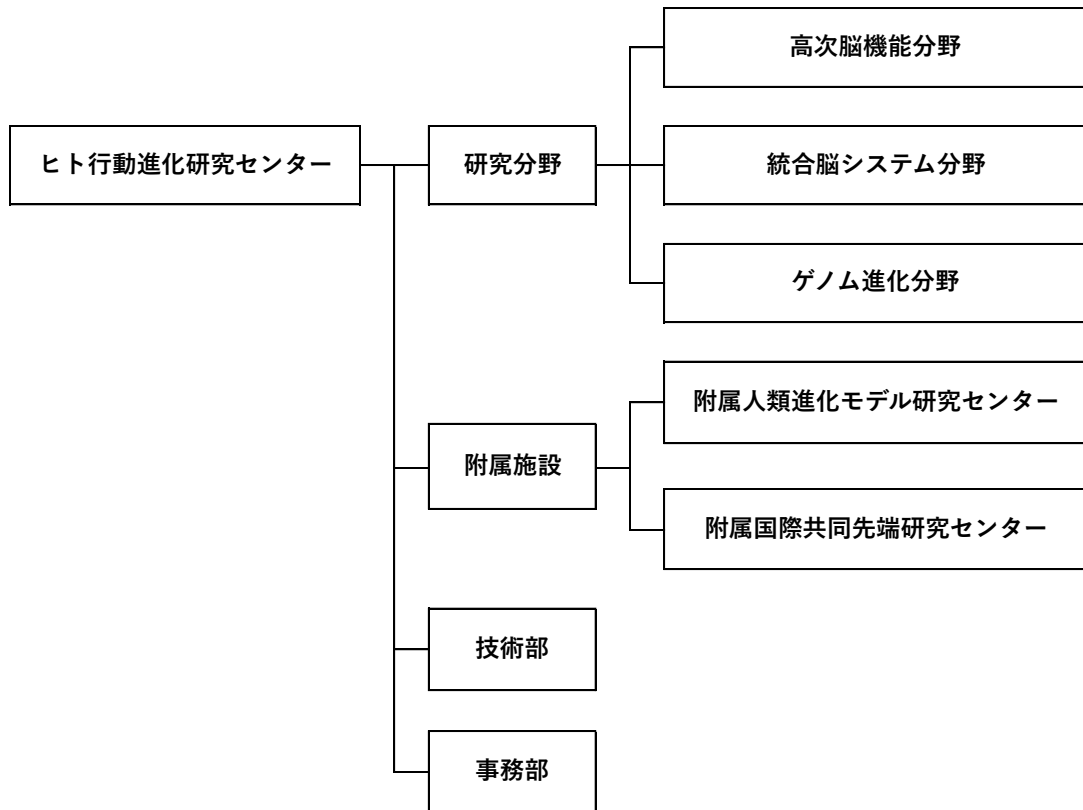 ヒト行動進化研究センター
研究分野
高次脳機能分野
統合脳システム分野
ゲノム進化分野
附属施設
附属人類進化モデル研究センター
附属国際共同先端研究センター
技術部
事務部